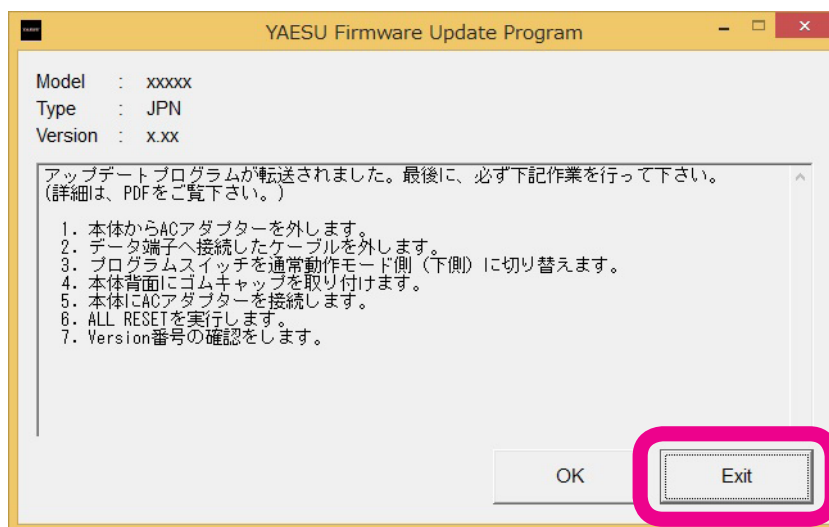 YAESU Firmware Update Program
Model : xxxxx
Type : JPN
Version : x.xx
アップデートプログラムが転送されました。最後に、必ず下記作業を行って下さい。
(詳細は、PDFをご覧下さい。)
1. 本体からACアダプターを外します。
2. データ端子へ接続したケーブルを外します。
3. プログラムスイッチを通常動作モード側（下側）に切り替えます。
4. 本体背面にゴムキャップを取り付けます。
5. 本体にACアダプターを接続します。
6. ALL RESETを実行します。
7. Version番号の確認をします。
OK
Exit